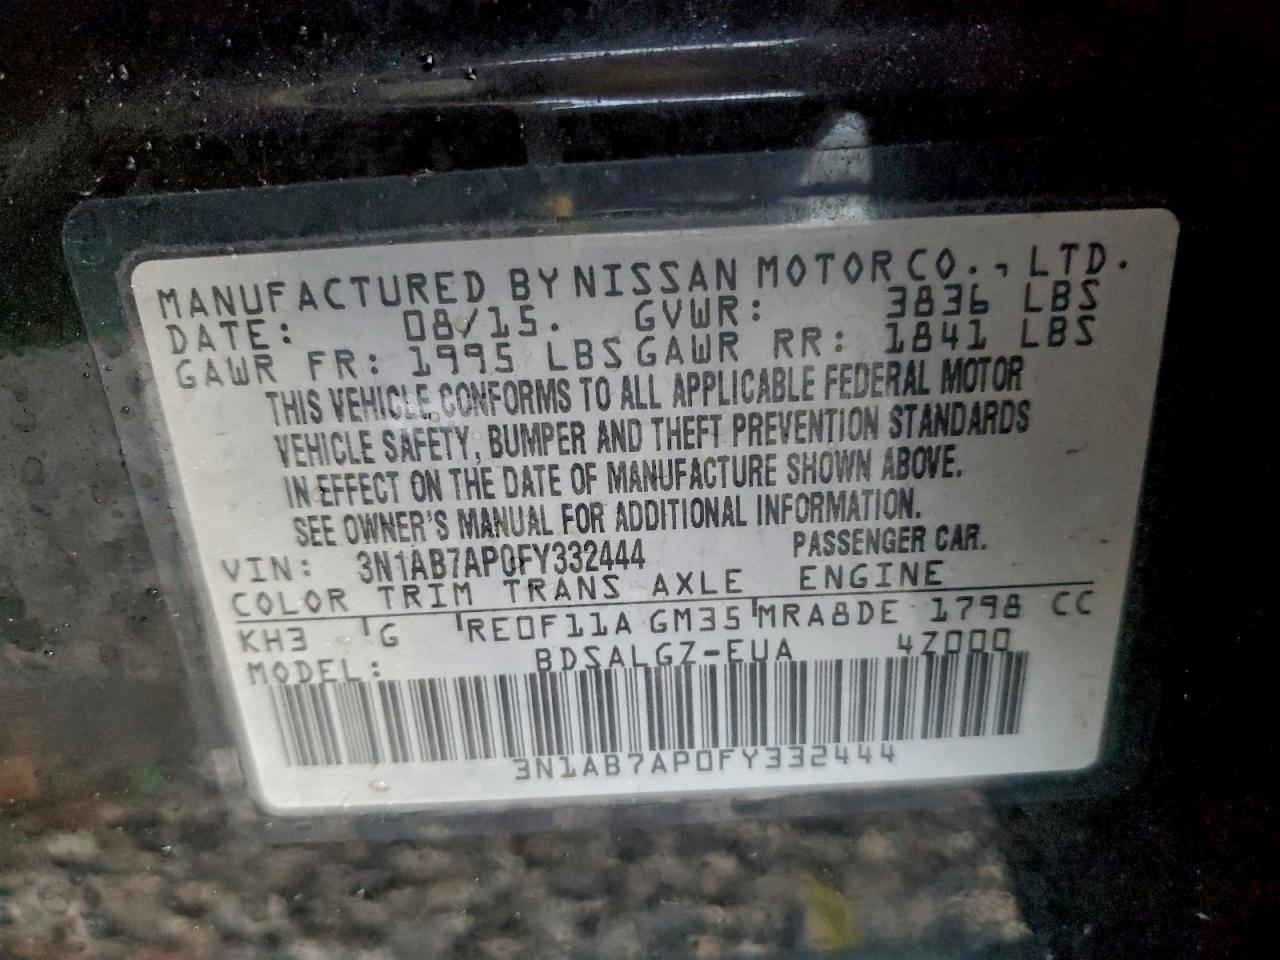 MANUFACTURED BY NISSAN MOTOR CO., LTD.
DATE: 08/15. GVWR: 3836 LBS
GAWR FR: 1995 LBS GAWR RR: 1841 LBS
THIS VEHICLE CONFORMS TO ALL APPLICABLE FEDERAL MOTOR
VEHICLE SAFETY, BUMPER AND THEFT PREVENTION STANDARDS
IN EFFECT ON THE DATE OF MANUFACTURE SHOWN ABOVE.
SEE OWNER'S MANUAL FOR ADDITIONAL INFORMATION.
VIN: 3N1AB7AP0FY332444 PASSENGER CAR.
COLOR TRIM TRANS AXLE ENGINE
KH3 G RE0F11A GM35 MRA8DE 1798 CC
MODEL: BDSALGZ-EUA 4Z000
3N1AB7AP0FY332444